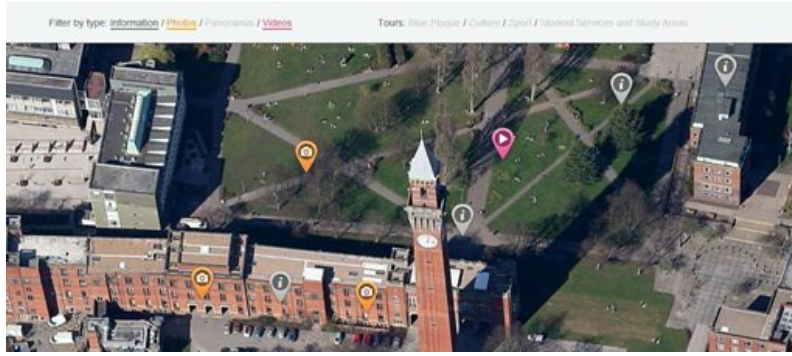 Filter by type: Information / Photos / Panoramas / Videos
Tours: Blue Plaque / Culture / Sport / Student Services and Study Areas